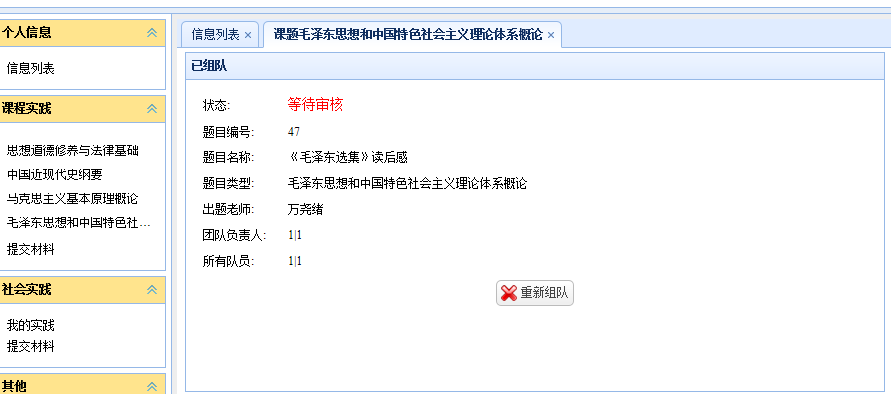 个人信息
信息列表
课程实践
思想道德修养与法律基础
中国近现代史纲要
马克思主义基本原理概论
毛泽东思想和中国特色社...
提交材料
社会实践
我的实践
提交材料
其他
信息列表 ×
课题毛泽东思想和中国特色社会主义理论体系概论 ×
已组队
状态: 等待审核
题目编号: 47
题目名称: 《毛泽东选集》读后感
题目类型: 毛泽东思想和中国特色社会主义理论体系概论
出题老师: 万尧绪
团队负责人: 1|1
所有队员: 1|1
重新组队